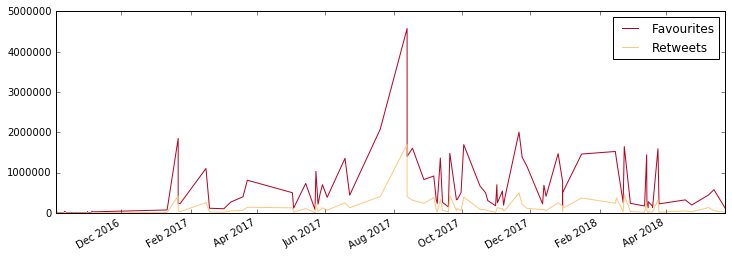 5000000
Favourites
Retweets
4000000
3000000
2000000
1000000
0
Dec 2016
Feb 2017
Apr 2017
Jun 2017
Aug 2017
Oct 2017
Dec 2017
Feb 2018
Apr 2018